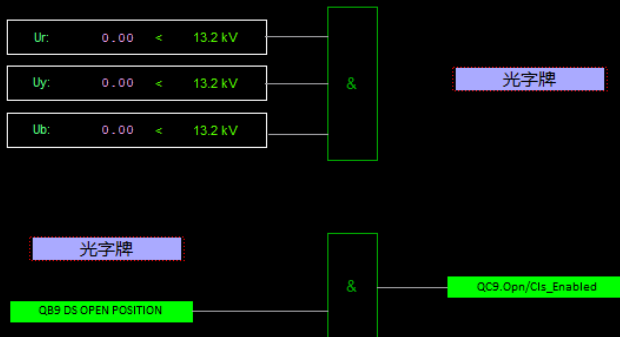 Ur: 0.00 < 13.2 kV
&
Uy: 0.00 < 13.2 kV
光字牌
Ub: 0.00 < 13.2 kV
光字牌
&
QC9.Opn/Cls_Enabled
QB9 DS OPEN POSITION